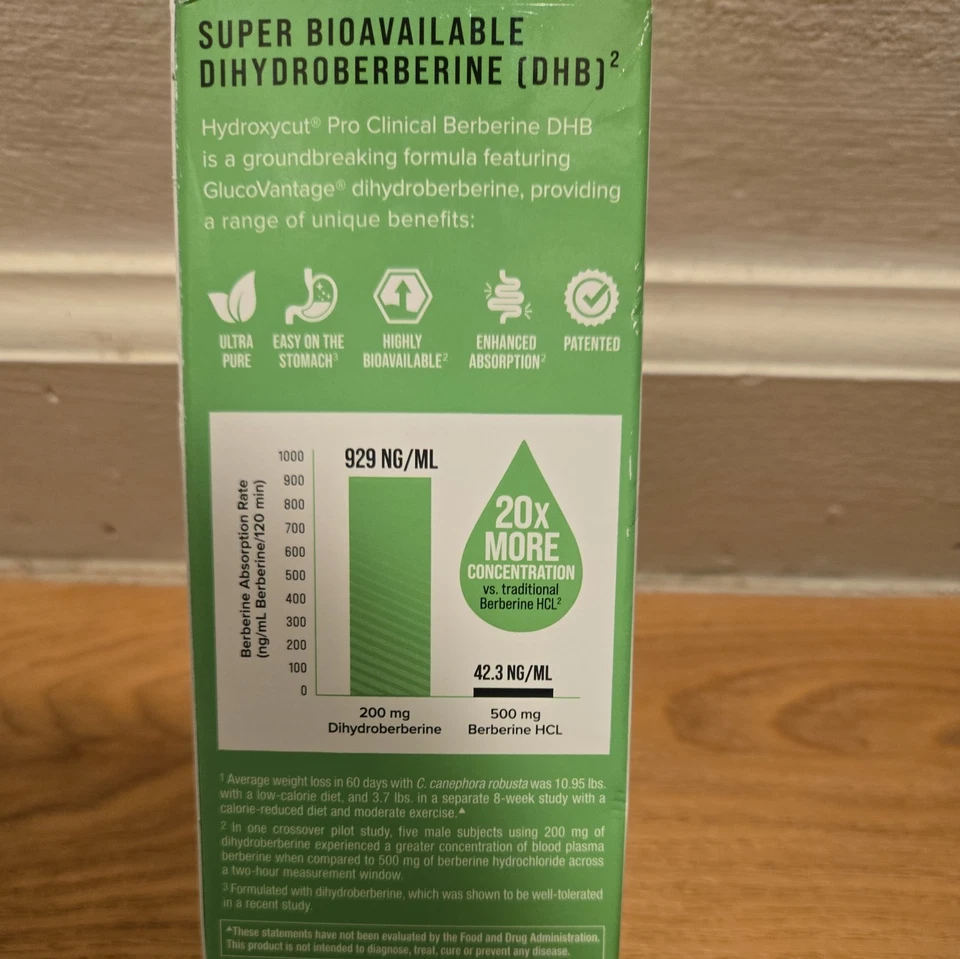 SUPER BIOAVAILABLE
DIHYDROBERBERINE (DHB)²
Hydroxycut® Pro Clinical Berberine DHB
is a groundbreaking formula featuring
GlucoVantage® dihydroberberine, providing
a range of unique benefits:
ULTRA
PURE
EASY ON THE
STOMACH³
HIGHLY
BIOAVAILABLE²
ENHANCED
ABSORPTION²
PATENTED
Berberine Absorption Rate
(ng/mL Berberine/120 min)
1000
900
800
700
600
500
400
300
200
100
0
929 NG/ML
20X
MORE
CONCENTRATION
vs. traditional
Berberine HCL²
42.3 NG/ML
200 mg
Dihydroberberine
500 mg
Berberine HCL
¹ Average weight loss in 60 days with C. canephora robusta was 10.95 lbs.
with a low-calorie diet, and 3.7 lbs. in a separate 8-week study with a
calorie-reduced diet and moderate exercise.▲
² In one crossover pilot study, five male subjects using 200 mg of
dihydroberberine experienced a greater concentration of blood plasma
berberine when compared to 500 mg of berberine hydrochloride across
a two-hour measurement window.
³ Formulated with dihydroberberine, which was shown to be well-tolerated
in a recent study.
▲These statements have not been evaluated by the Food and Drug Administration.
This product is not intended to diagnose, treat, cure or prevent any disease.